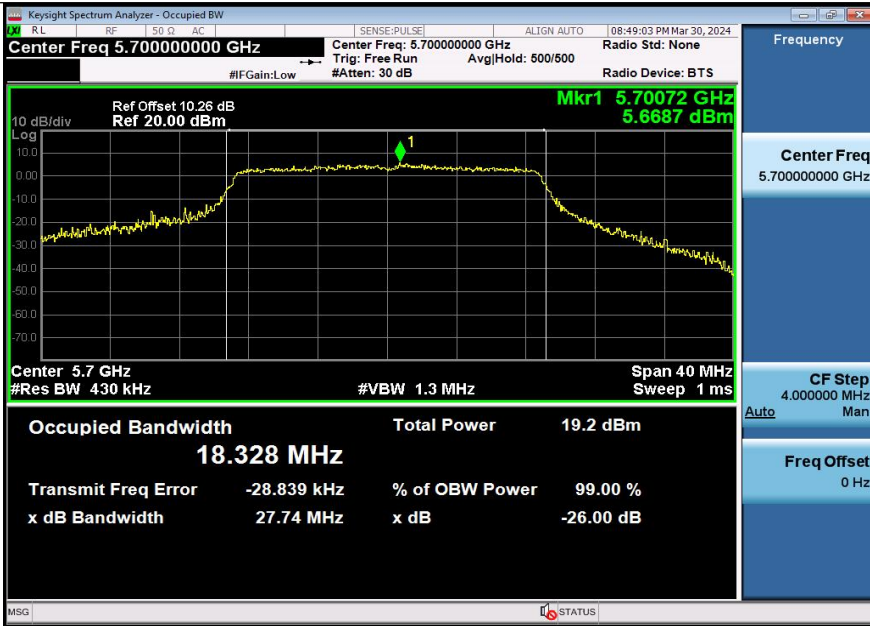 Keysight Spectrum Analyzer - Occupied BW
LXI RL RF 50 Ω AC SENSE:PULSE ALIGN AUTO 08:49:03 PM Mar 30, 2024
Center Freq 5.700000000 GHz
Center Freq: 5.700000000 GHz
Radio Std: None
Trig: Free Run
Avg|Hold: 500/500
#IFGain:Low
#Atten: 30 dB
Radio Device: BTS
Frequency
Ref Offset 10.26 dB
Mkr1 5.70072 GHz
10 dB/div
Ref 20.00 dBm
5.6687 dBm
Log
1
10.0
0.00
-10.0
-20.0
-30.0
-40.0
-50.0
-60.0
-70.0
Center 5.7 GHz
Span 40 MHz
#Res BW 430 kHz
#VBW 1.3 MHz
Sweep 1 ms
Center Freq
5.700000000 GHz
CF Step
4.000000 MHz
Auto Man
Freq Offset
0 Hz
Occupied Bandwidth
Total Power 19.2 dBm
18.328 MHz
Transmit Freq Error -28.839 kHz % of OBW Power 99.00 %
x dB Bandwidth 27.74 MHz x dB -26.00 dB
MSG STATUS